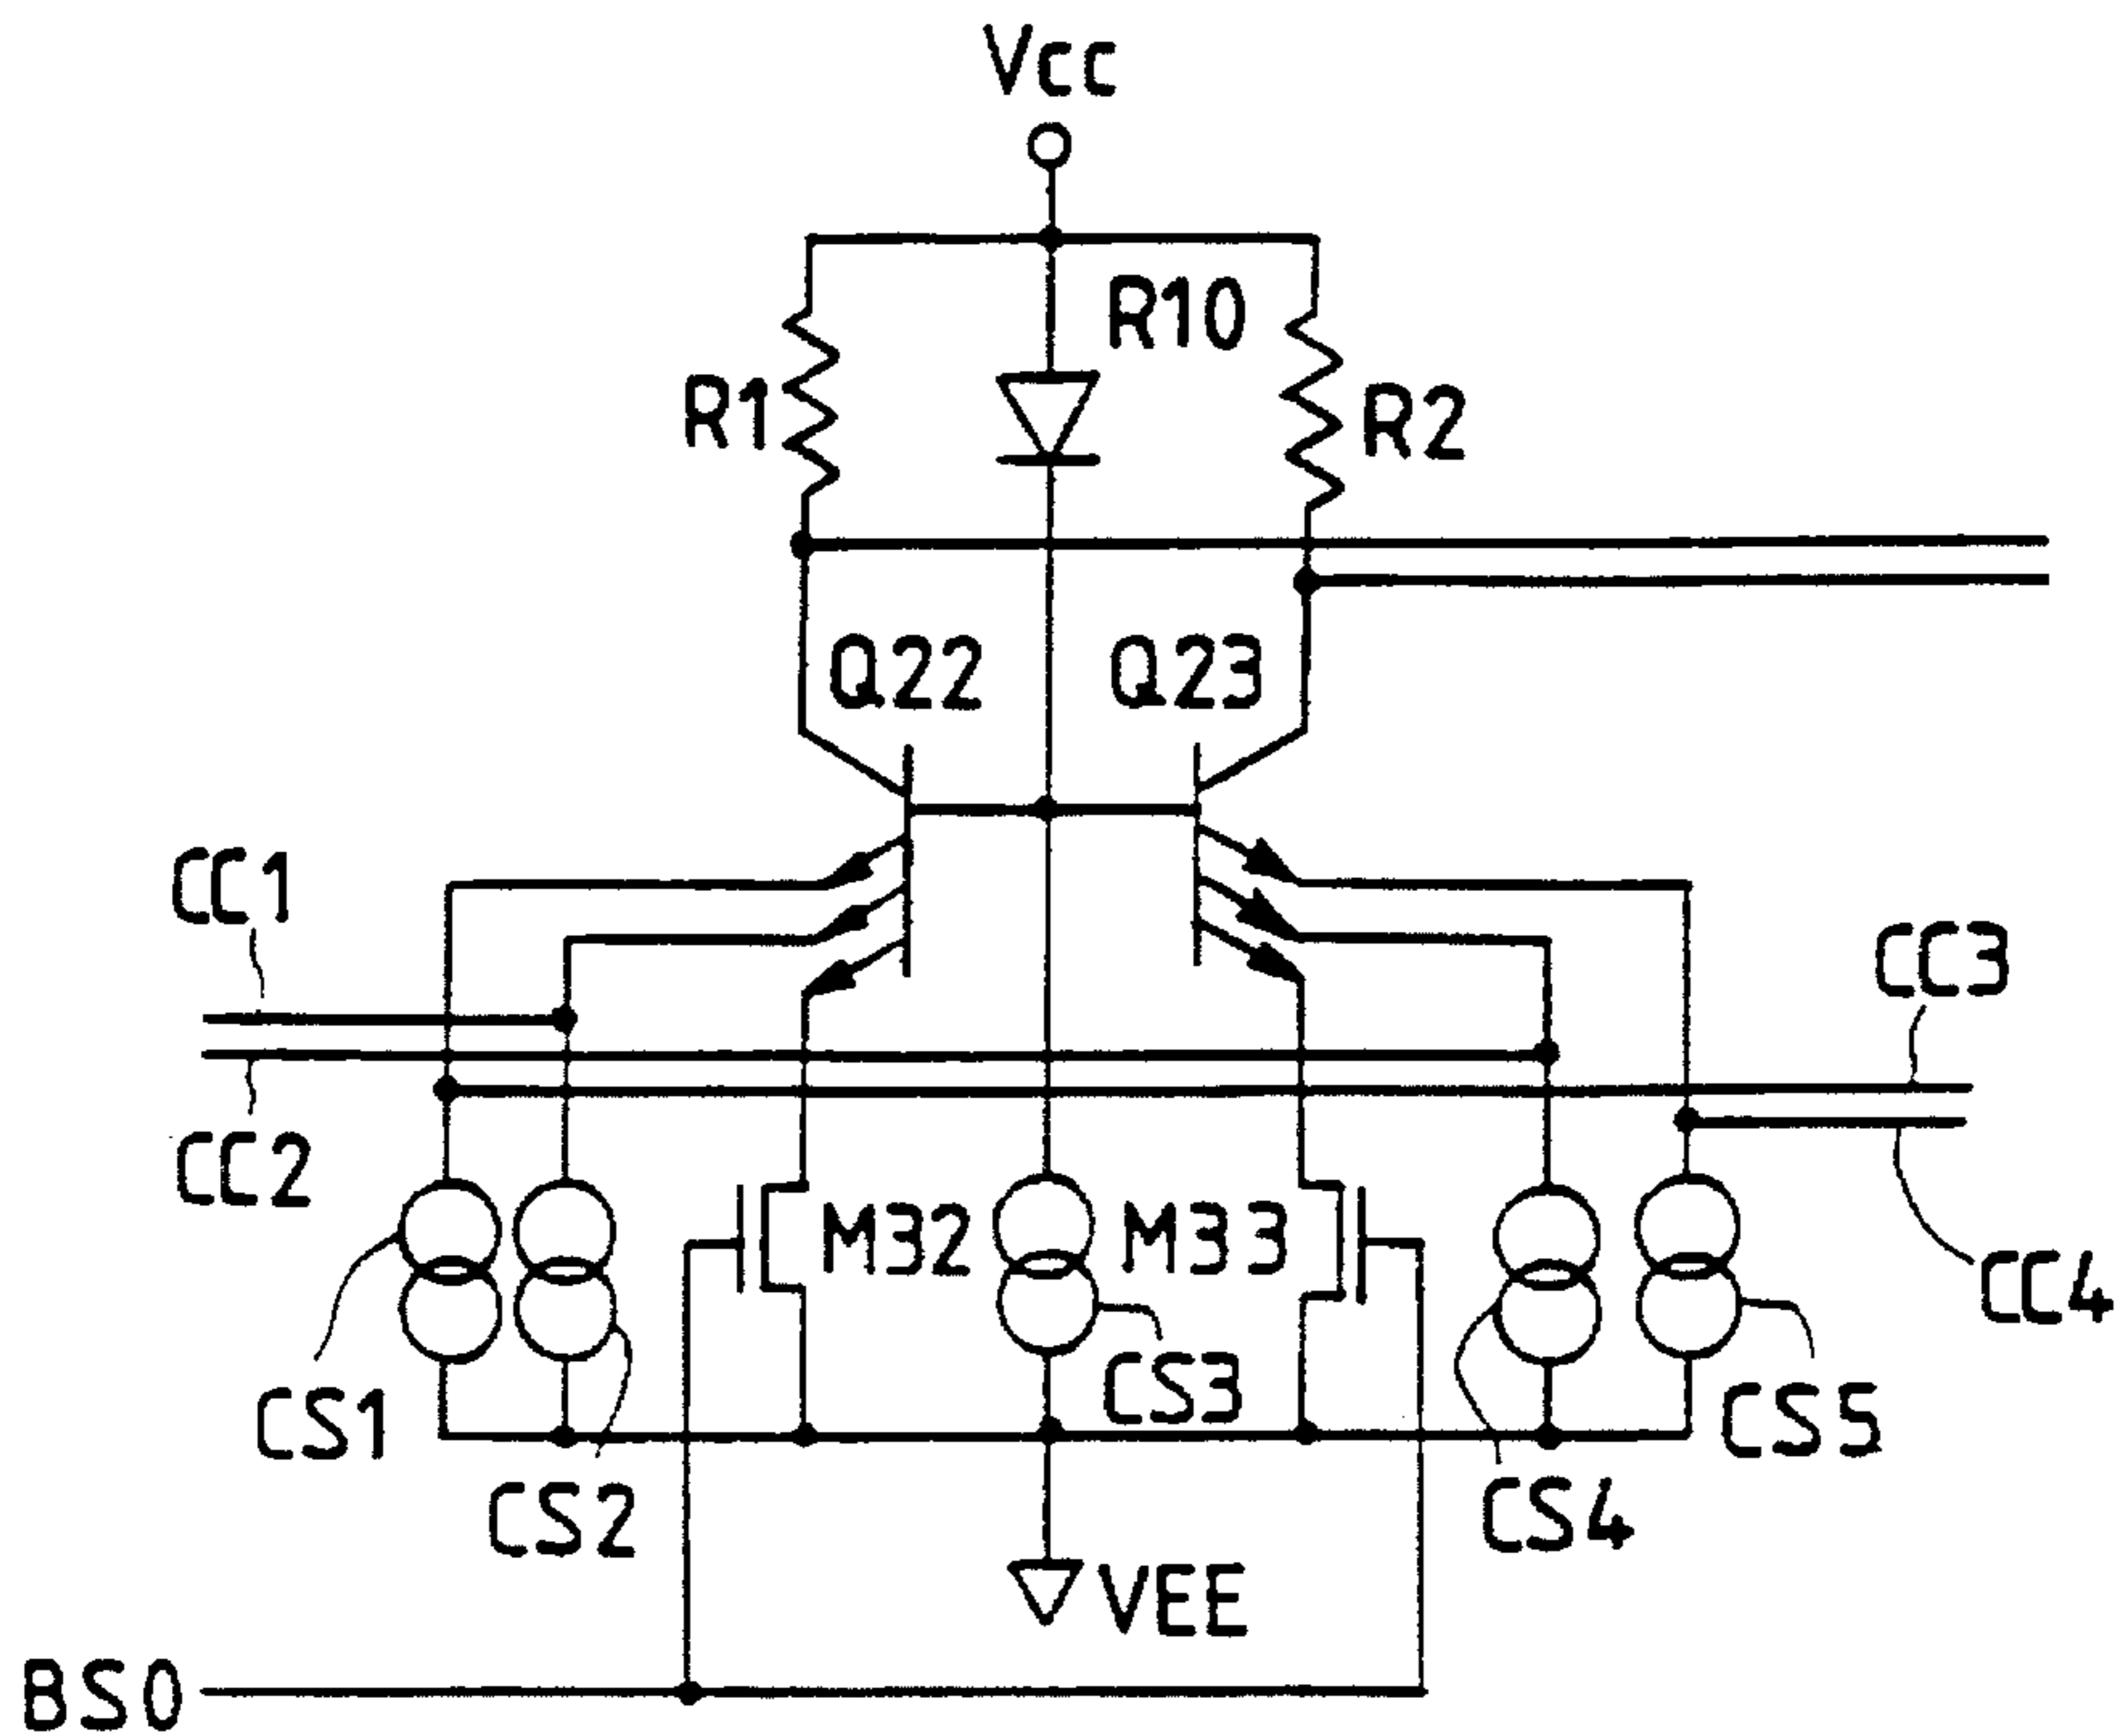 Vcc
R10
R1
R2
Q22
Q23
CC1
CC3
CC2
M32
M33
CC4
CS3
CS1
CS5
CS2
CS4
VEE
BS0